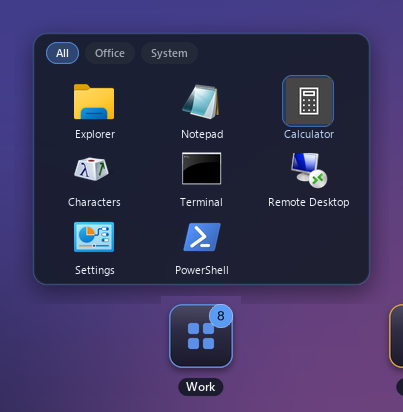 All Office System
Explorer Notepad Calculator
Characters Terminal Remote Desktop
Settings PowerShell
8
Work